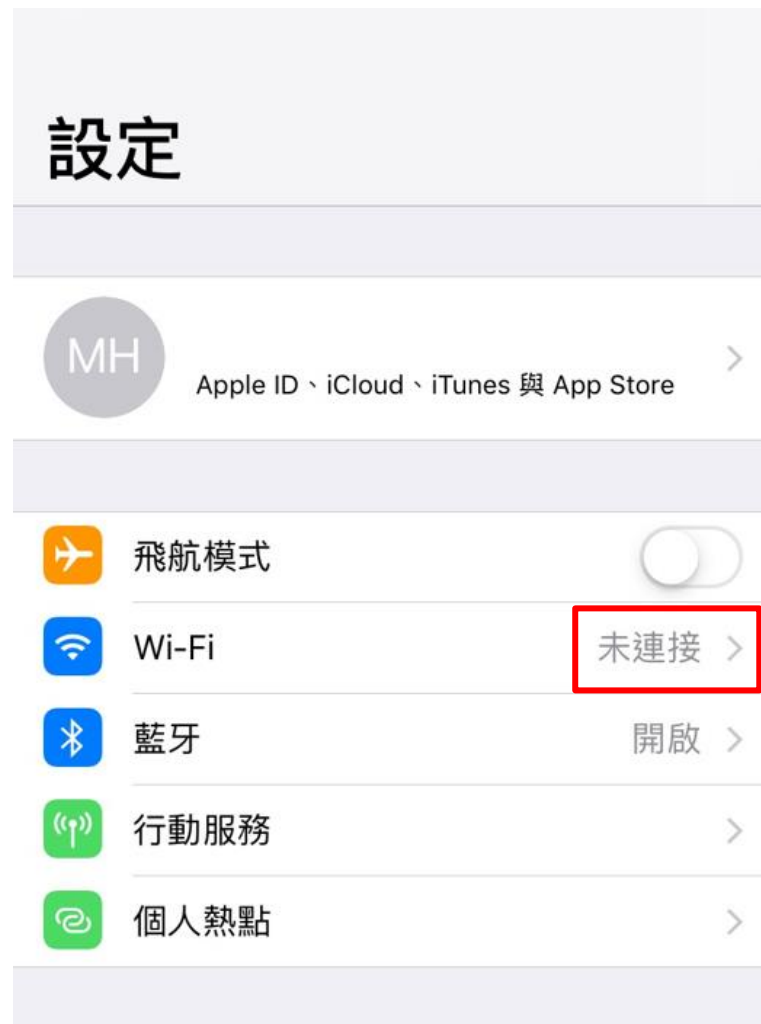 設定
MH
Apple ID、iCloud、iTunes 與 App Store
飛航模式
Wi-Fi 未連接
藍牙 開啟
行動服務
個人熱點